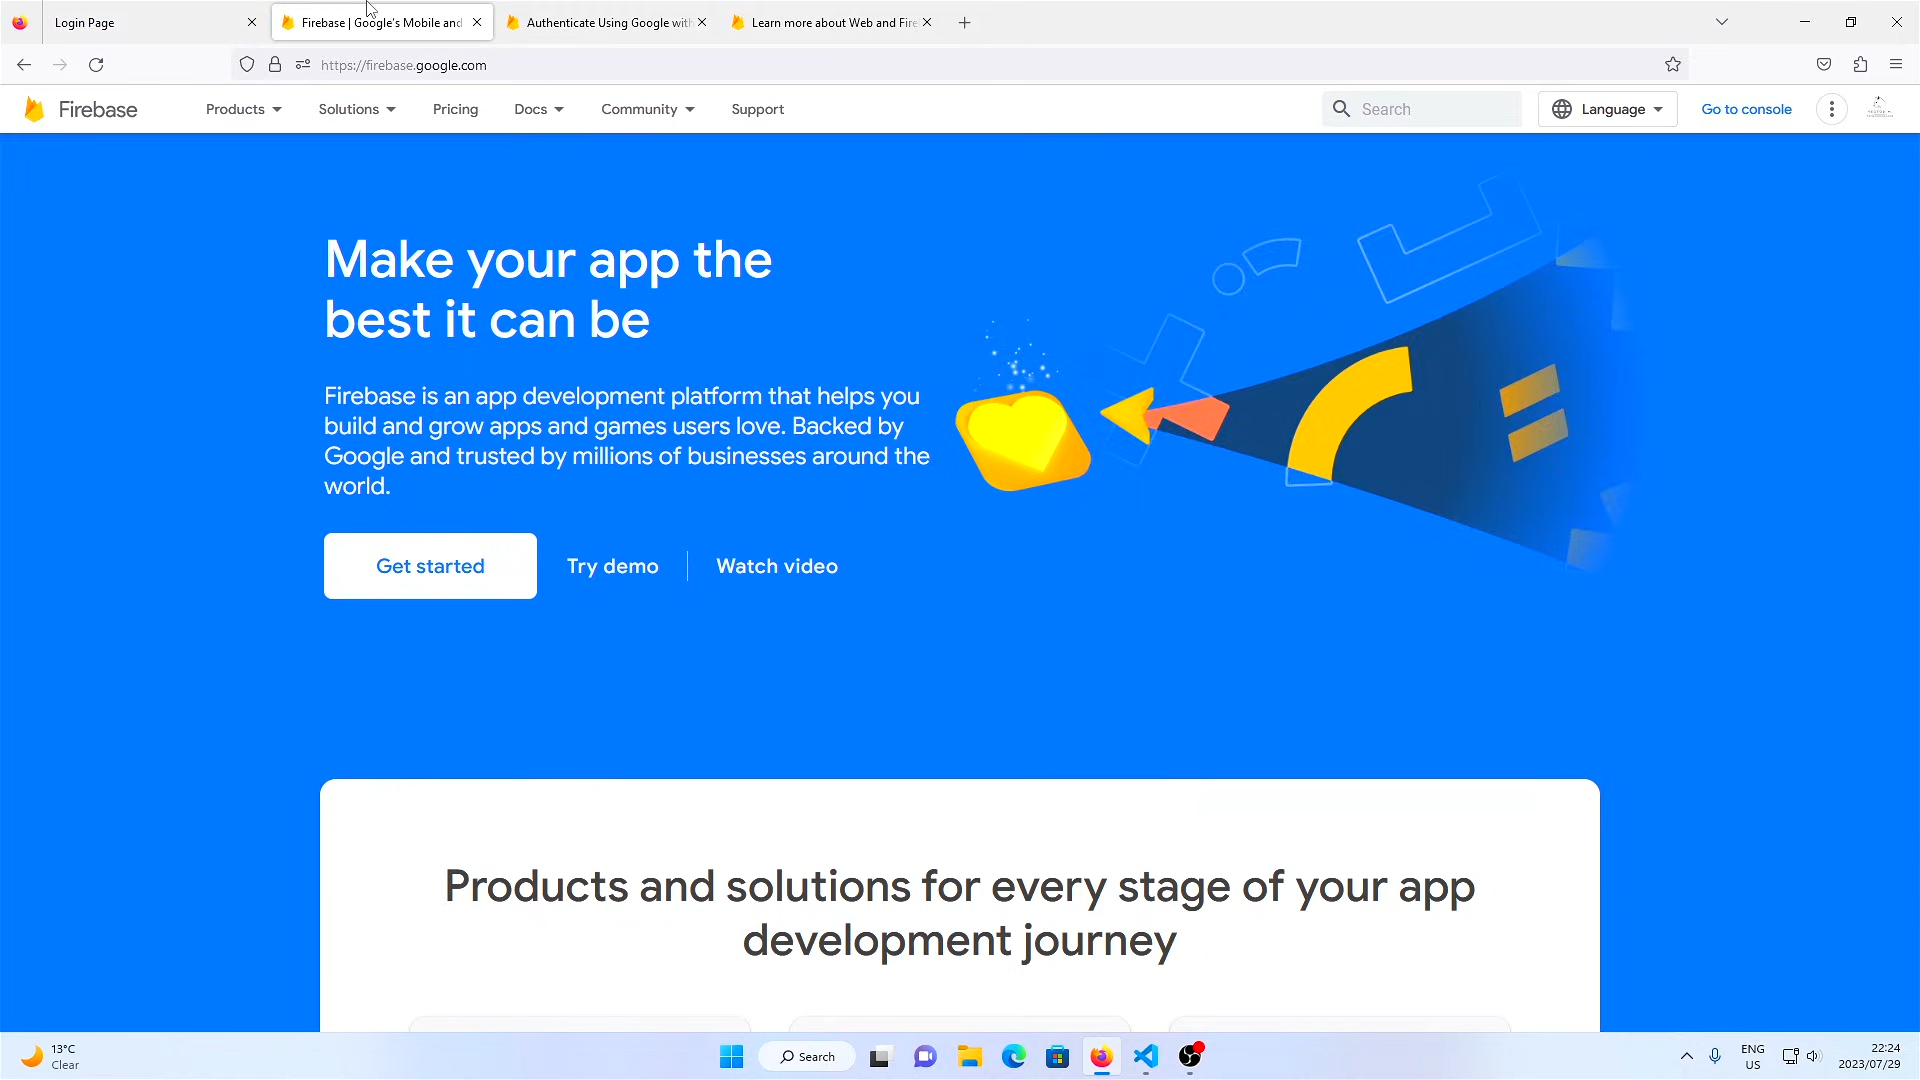 Login Page
Firebase | Google's Mobile and
Authenticate Using Google with
Learn more about Web and Fire
https://firebase.google.com
Firebase
Products
Solutions
Pricing
Docs
Community
Support
Search
Language
Go to console
Make your app the
best it can be
Firebase is an app development platform that helps you
build and grow apps and games users love. Backed by
Google and trusted by millions of businesses around the
world.
Get started
Try demo
Watch video
Products and solutions for every stage of your app
development journey
13°C
Clear
Search
ENG
US
22:24
2023/07/29